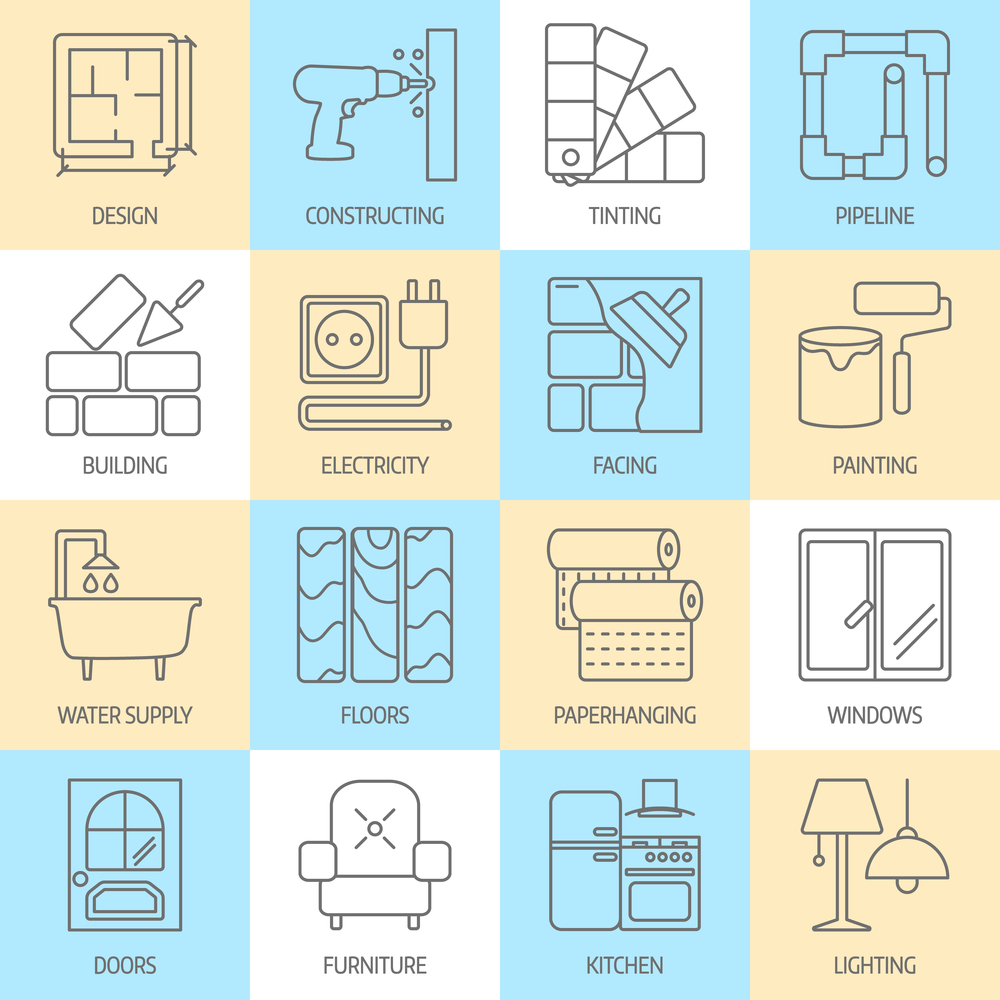 DESIGN
CONSTRUCTING
TINTING
PIPELINE
BUILDING
ELECTRICITY
FACING
PAINTING
WATER SUPPLY
FLOORS
PAPERHANGING
WINDOWS
DOORS
FURNITURE
KITCHEN
LIGHTING